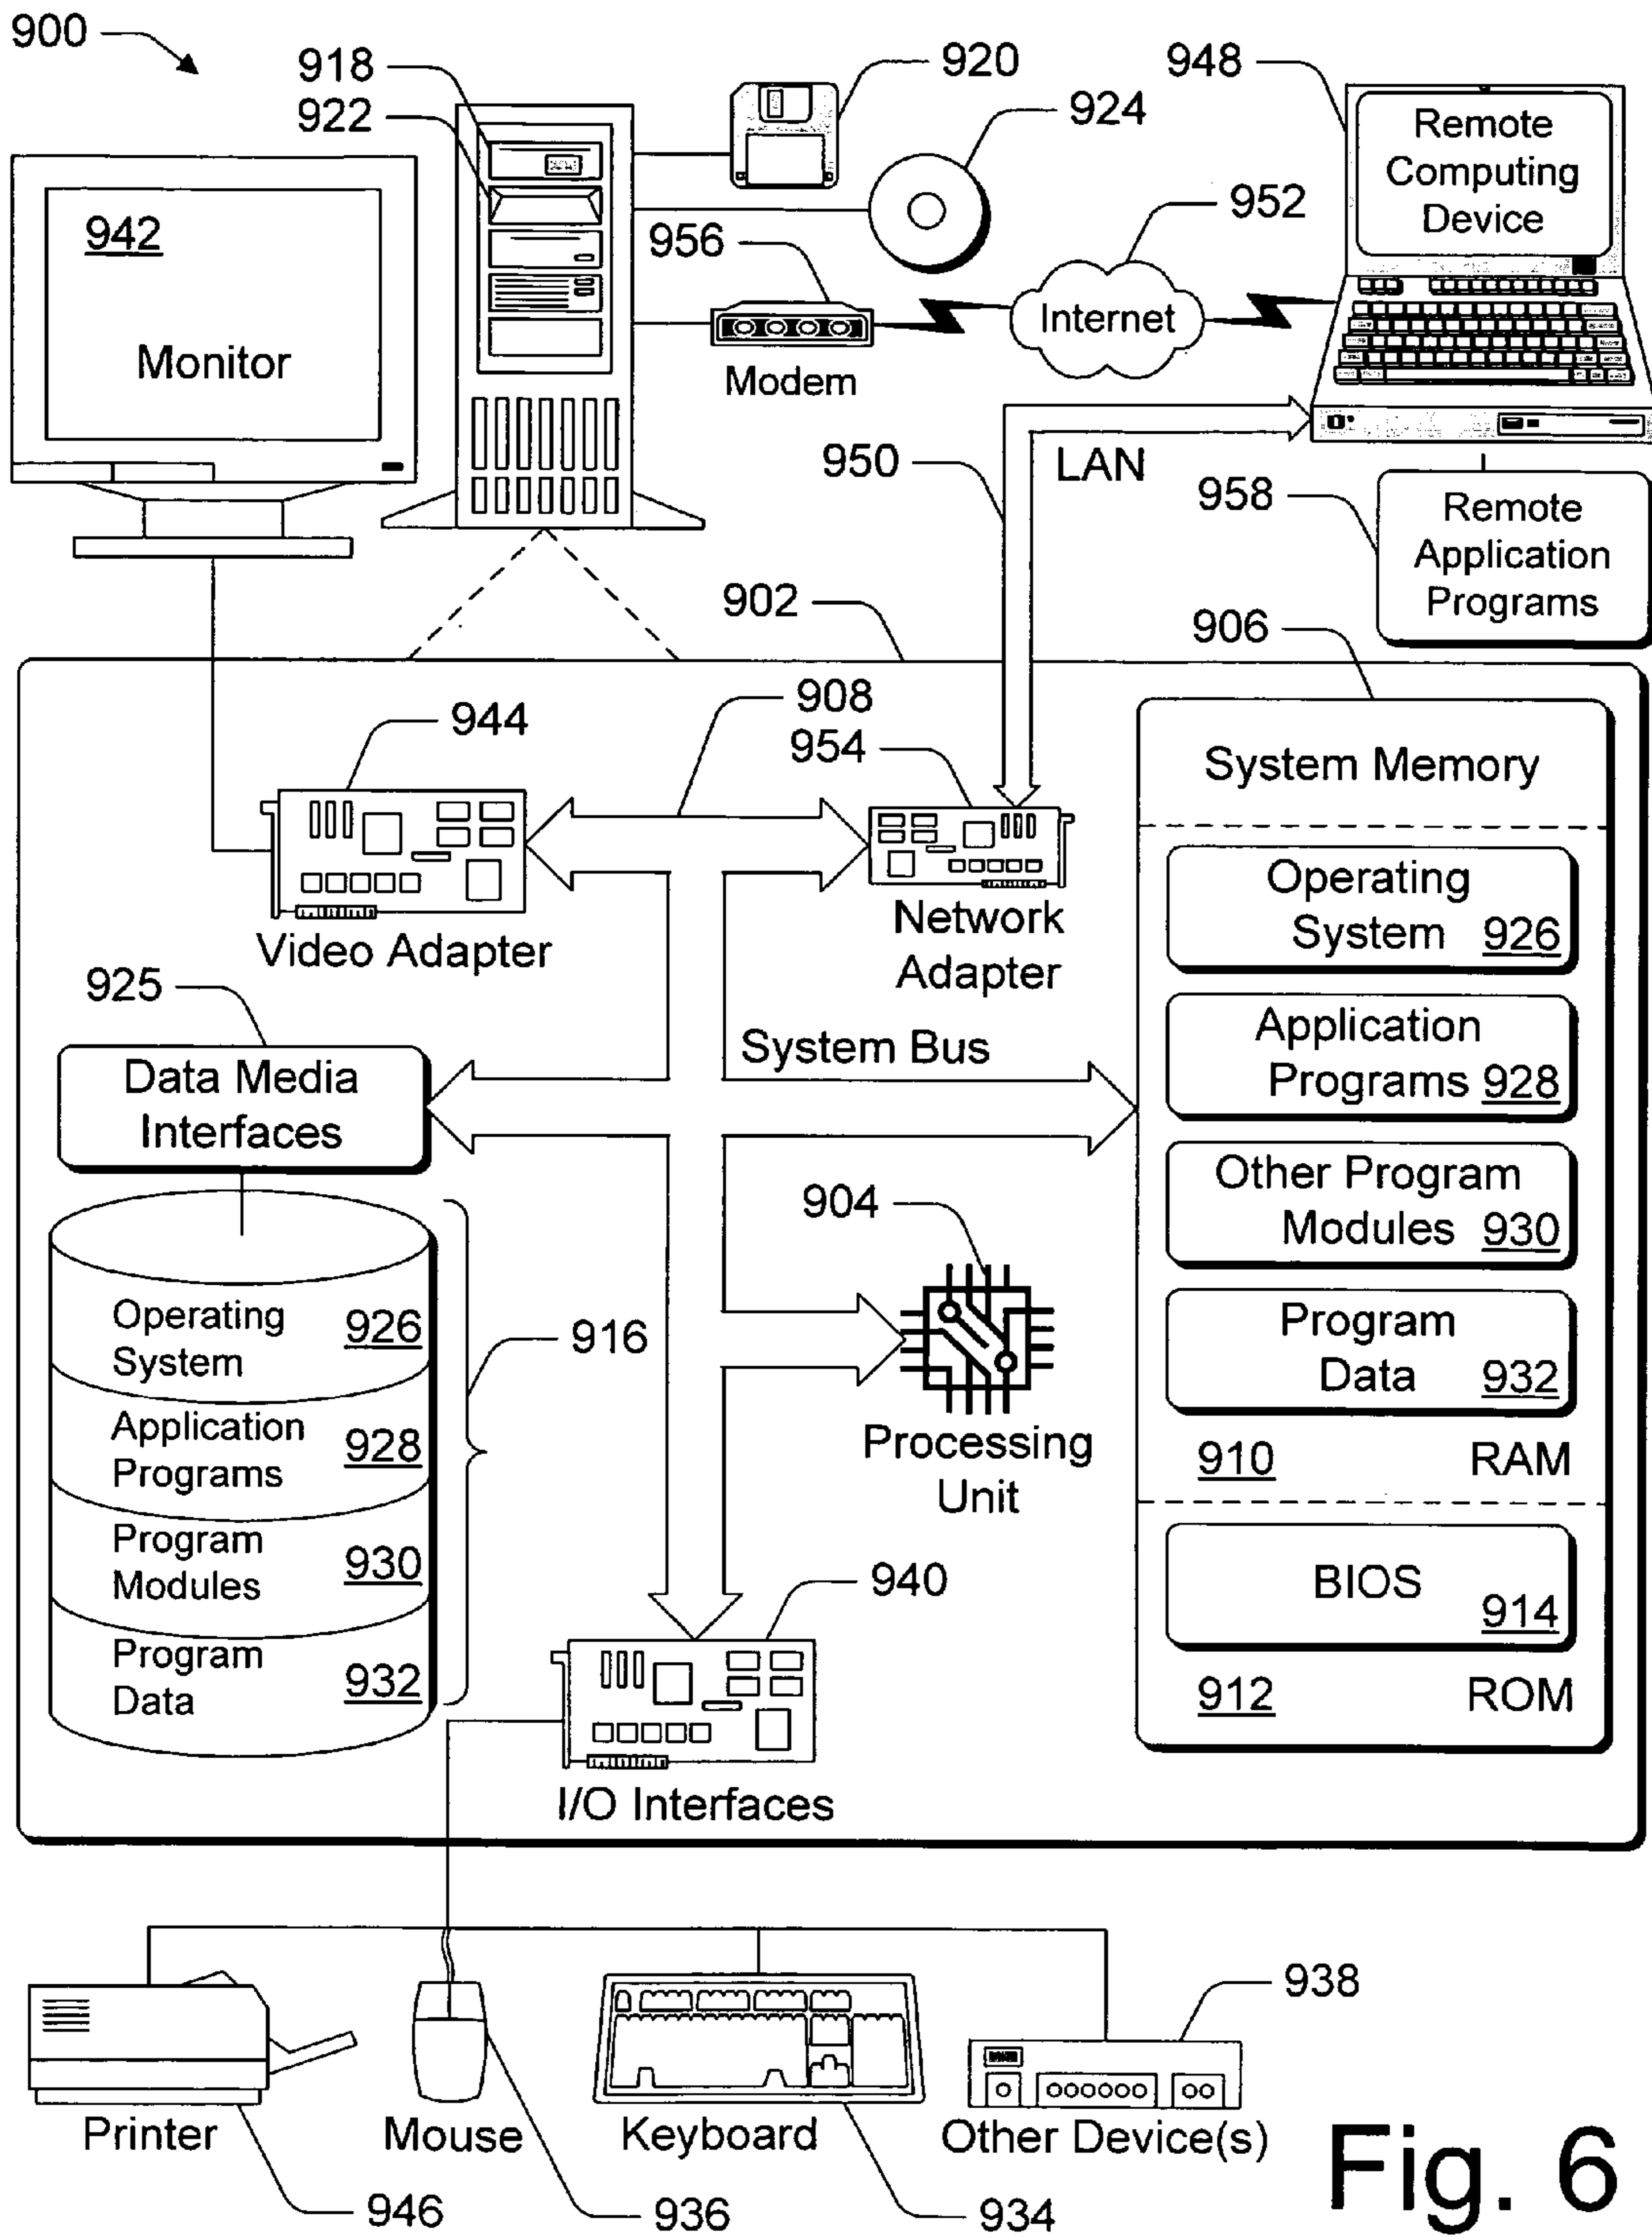 900
918
922
920
924
948
Remote
Computing
Device
942
Monitor
956
Modem
952
Internet
950
LAN
958
Remote
Application
Programs
902
906
908
944
954
Video Adapter
Network
Adapter
System Memory
Operating
System 926
Application
Programs 928
Other Program
Modules 930
Program
Data 932
910 RAM
BIOS
914
912 ROM
925
Data Media
Interfaces
System Bus
904
Processing
Unit
Operating
System 926
Application
Programs 928
Program
Modules 930
Program
Data 932
916
940
I/O Interfaces
938
Printer
Mouse
Keyboard
Other Device(s)
946
936
934
Fig. 6